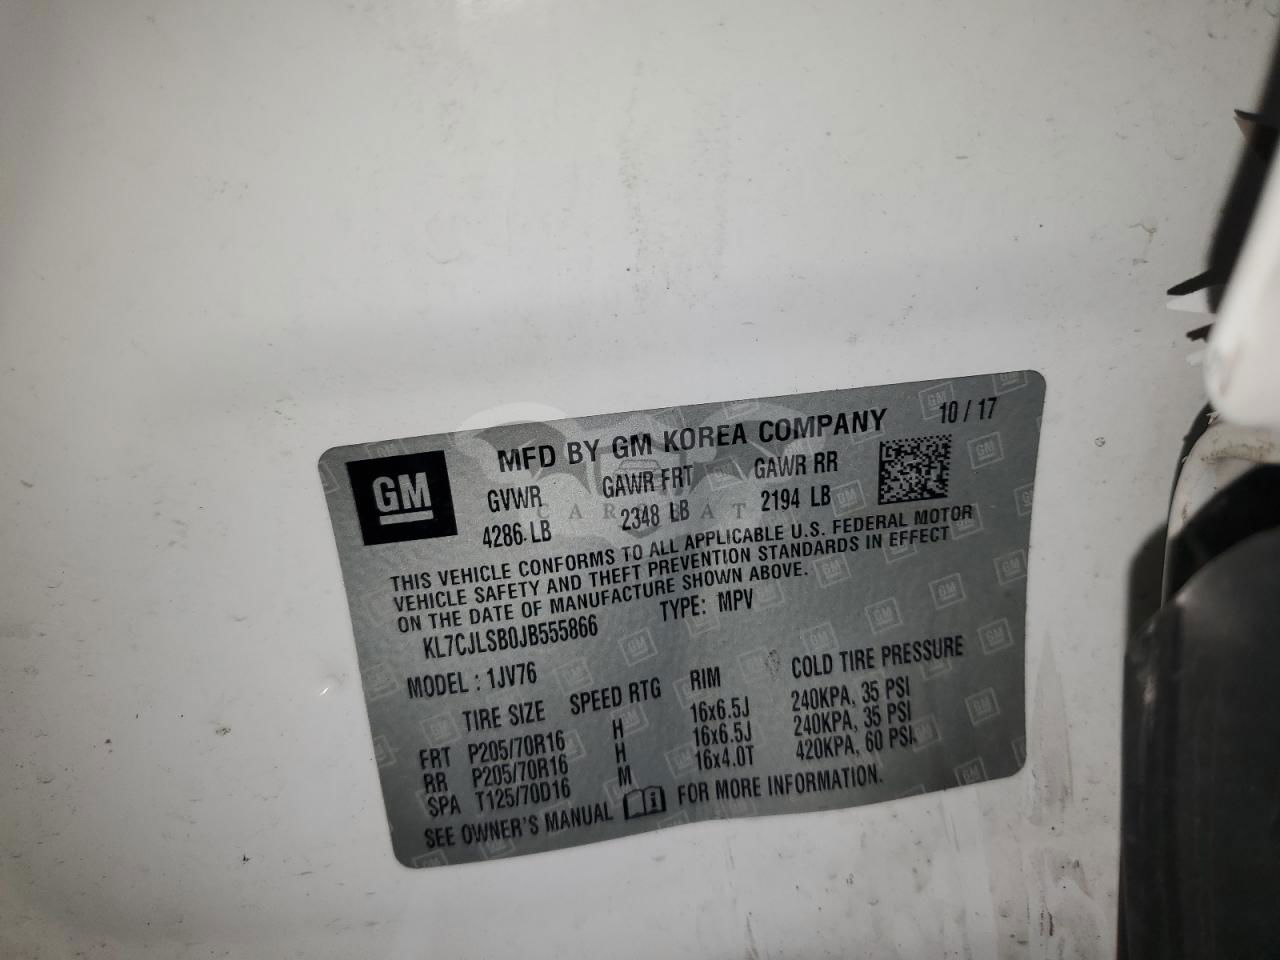 GM
MFD BY GM KOREA COMPANY 10 / 17
GVWR GAWR FRT GAWR RR
4286 LB 2348 LB 2194 LB
THIS VEHICLE CONFORMS TO ALL APPLICABLE U.S. FEDERAL MOTOR
VEHICLE SAFETY AND THEFT PREVENTION STANDARDS IN EFFECT
ON THE DATE OF MANUFACTURE SHOWN ABOVE.
KL7CJLSB0JB555866 TYPE: MPV
MODEL : 1JV76
TIRE SIZE SPEED RTG RIM COLD TIRE PRESSURE
FRT P205/70R16 H 16x6.5J 240KPA, 35 PSI
RR P205/70R16 H 16x6.5J 240KPA, 35 PSI
SPA T125/70D16 M 16x4.0T 420KPA, 60 PSI
SEE OWNER'S MANUAL FOR MORE INFORMATION.